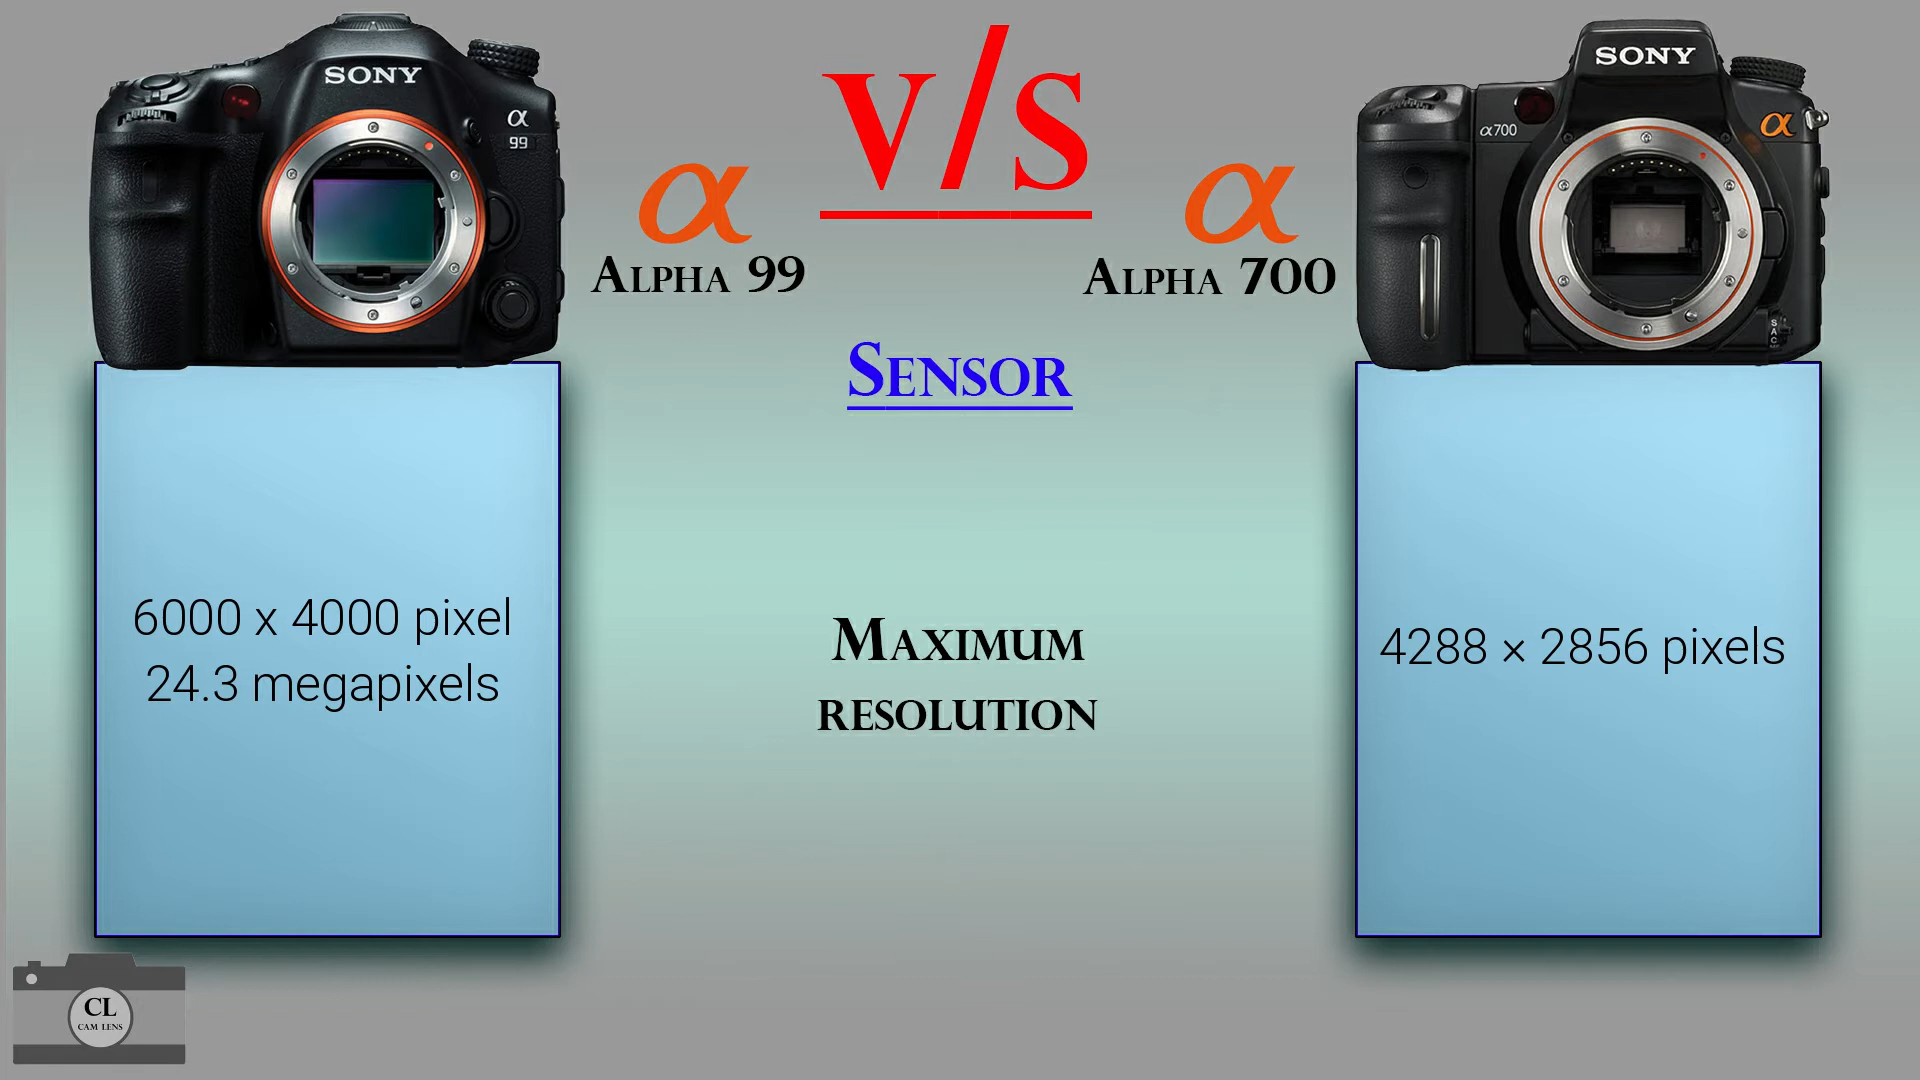 SONY
α
99
V/S
SONY
α700
α
α
Alpha 99
α
Alpha 700
Sensor
6000 x 4000 pixel
24.3 megapixels
Maximum
resolution
4288 × 2856 pixels
CL
CAM LENS